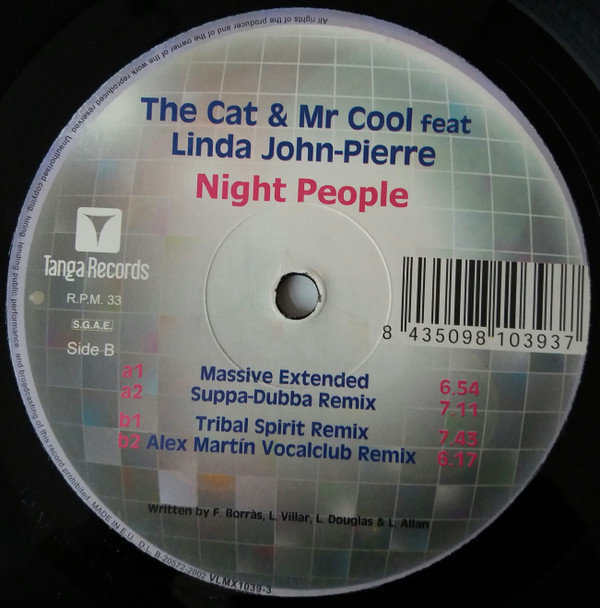 The Cat & Mr Cool feat
Linda John-Pierre
Night People
Tanga Records
R.P.M. 33
S.G.A.E.
Side B
8 435098 103937
a1 Massive Extended 6.54
a2 Suppa-Dubba Remix 7.11
b1 Tribal Spirit Remix 7.43
b2 Alex Martín Vocalclub Remix 6.17
Written by F. Borràs, L. Villar, L. Douglas & L. Allan
All rights of the producer and of the owner of the work reproduced reserved. Unauthorised copying, hiring, lending public performance and broadcasting of this record prohibited. MADE IN E.U. D.L. B-20572-2002 VLMX1039-3